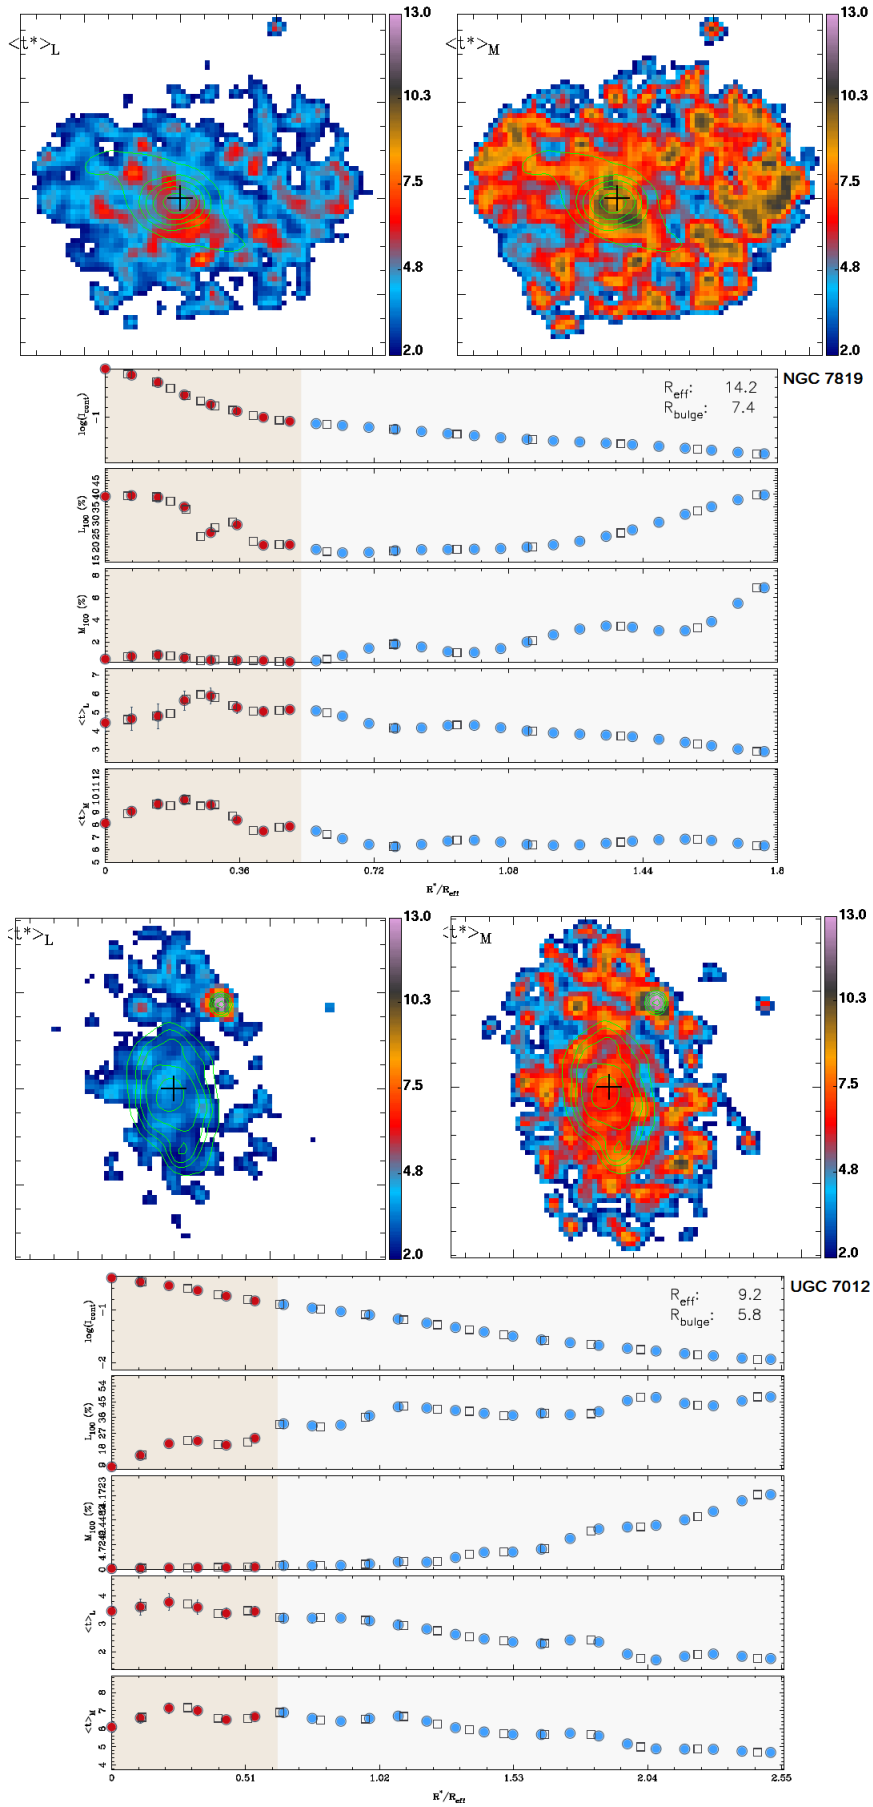 <t*>L
13.0
10.3
7.5
4.8
2.0
<t*>M
13.0
10.3
7.5
4.8
2.0
NGC 7819
Reff: 14.2
Rbulge: 7.4
log(Icont)
-1
L100 (%)
15 20 25 30 35 40 45
M100 (%)
2 4 6 8
<t>L
3 4 5 6 7
<t>M
5 6 7 8 9 10 11 12
0 0.36 0.72 1.08 1.44 1.8
R*/Reff
<t*>L
13.0
10.3
7.5
4.8
2.0
<t*>M
13.0
10.3
7.5
4.8
2.0
UGC 7012
Reff: 9.2
Rbulge: 5.8
log(Icont)
-2 -1
L100 (%)
9 18 27 36 45 54
M100 (%)
0
<t>L
2 3 4
<t>M
4 5 6 7 8
0 0.51 1.02 1.53 2.04 2.55
R*/Reff